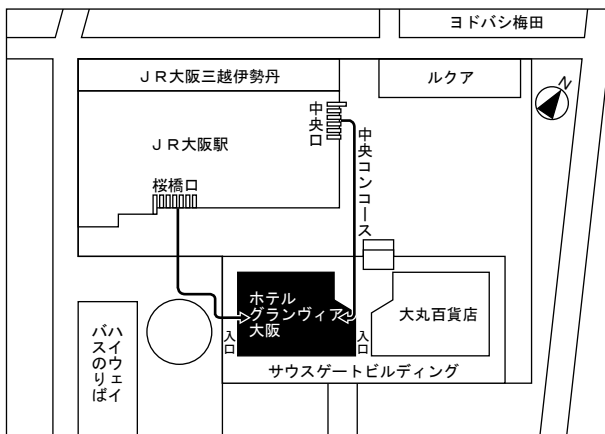 ヨドバシ梅田
ＪＲ大阪三越伊勢丹
ルクア
N
中央口
ＪＲ大阪駅
中央コンコース
桜橋口
ホテル
グランヴィア
大阪
大丸百貨店
入口
入口
ハイウェイ
バスのりば
サウスゲートビルディング